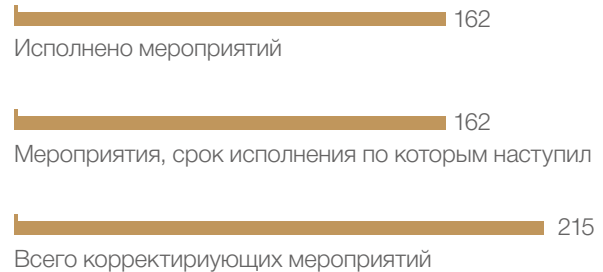 162
Исполнено мероприятий
162
Мероприятия, срок исполнения по которым наступил
215
Всего корректириующих мероприятий